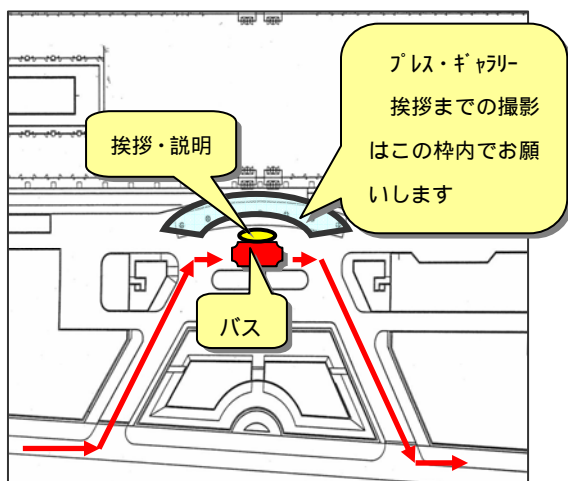 プレス・ギャラリー
挨拶までの撮影
はこの枠内でお願
いします
挨拶・説明
バス